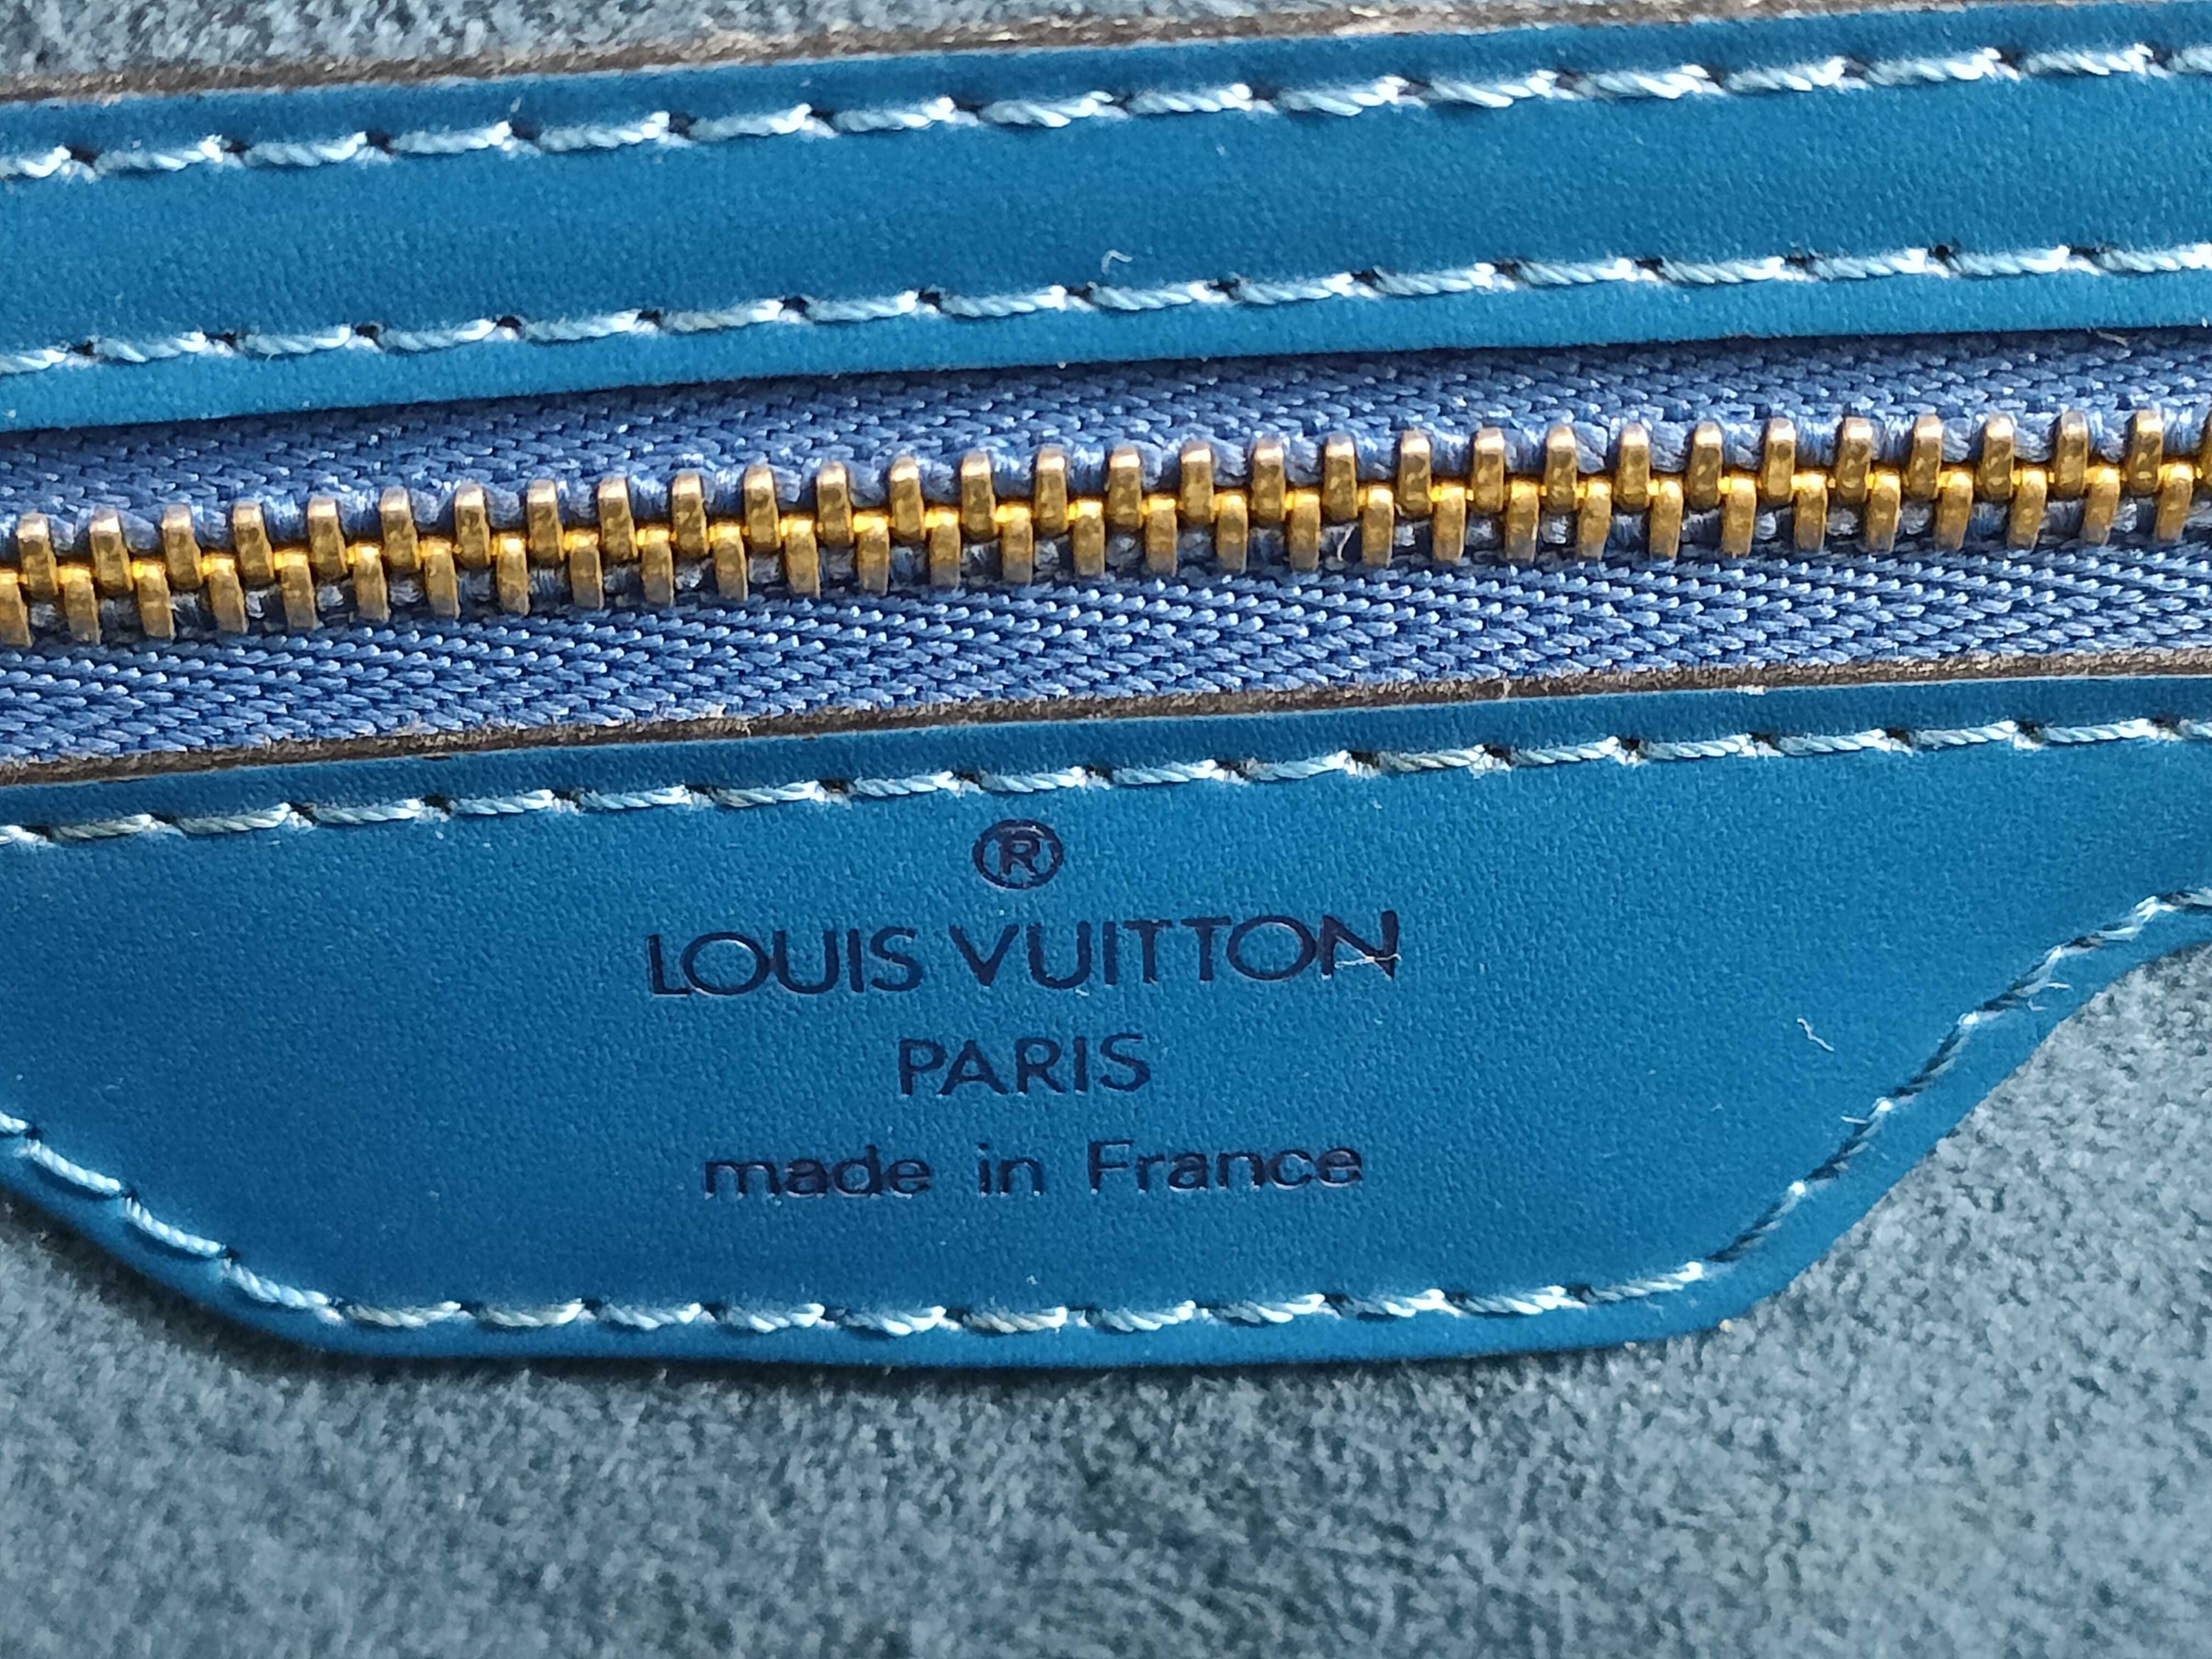 ®
LOUIS VUITTON
PARIS
made in France